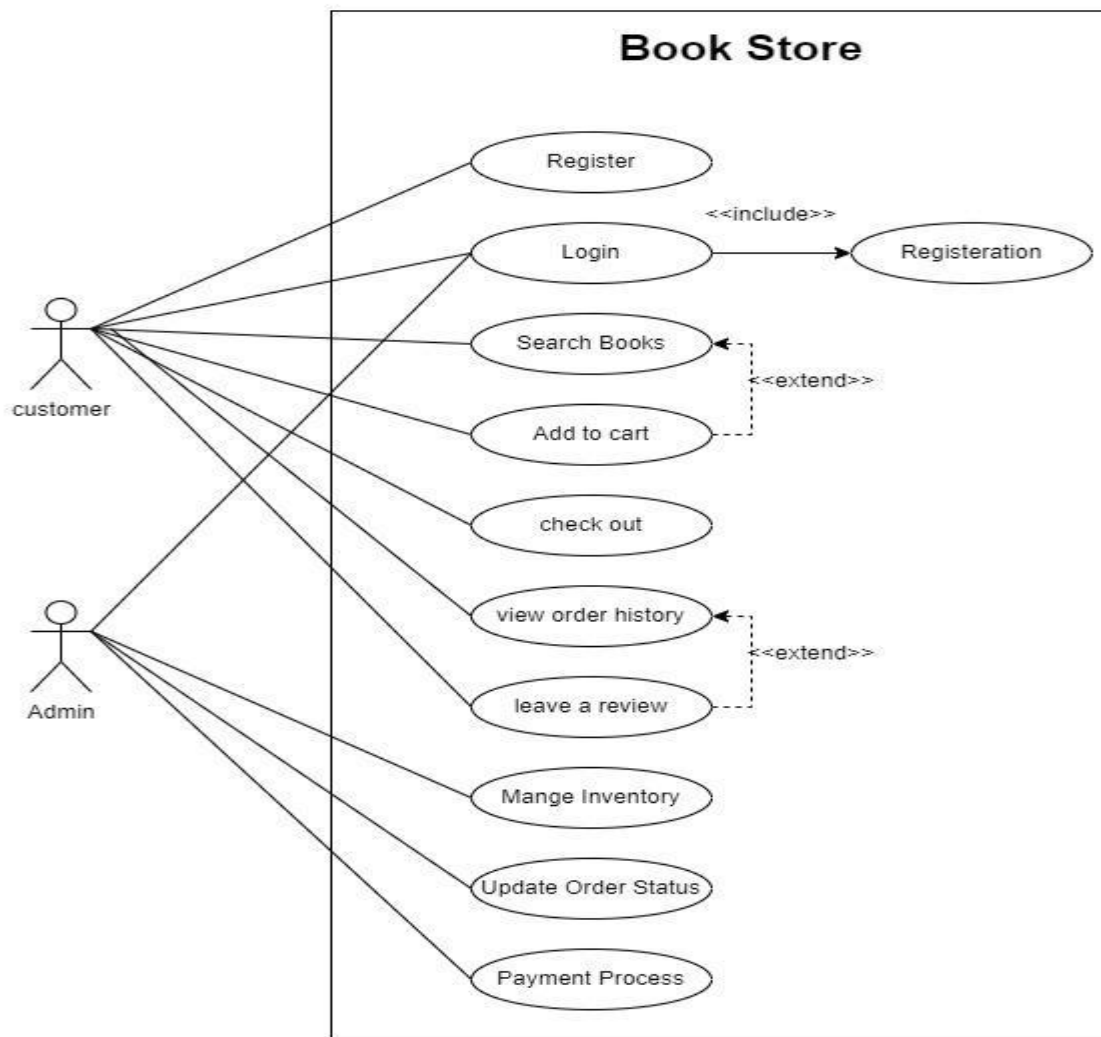 Book Store
Register
<<include>>
Login
Registeration
Search Books
<<extend>>
customer
Add to cart
check out
view order history
<<extend>>
Admin
leave a review
Mange Inventory
Update Order Status
Payment Process